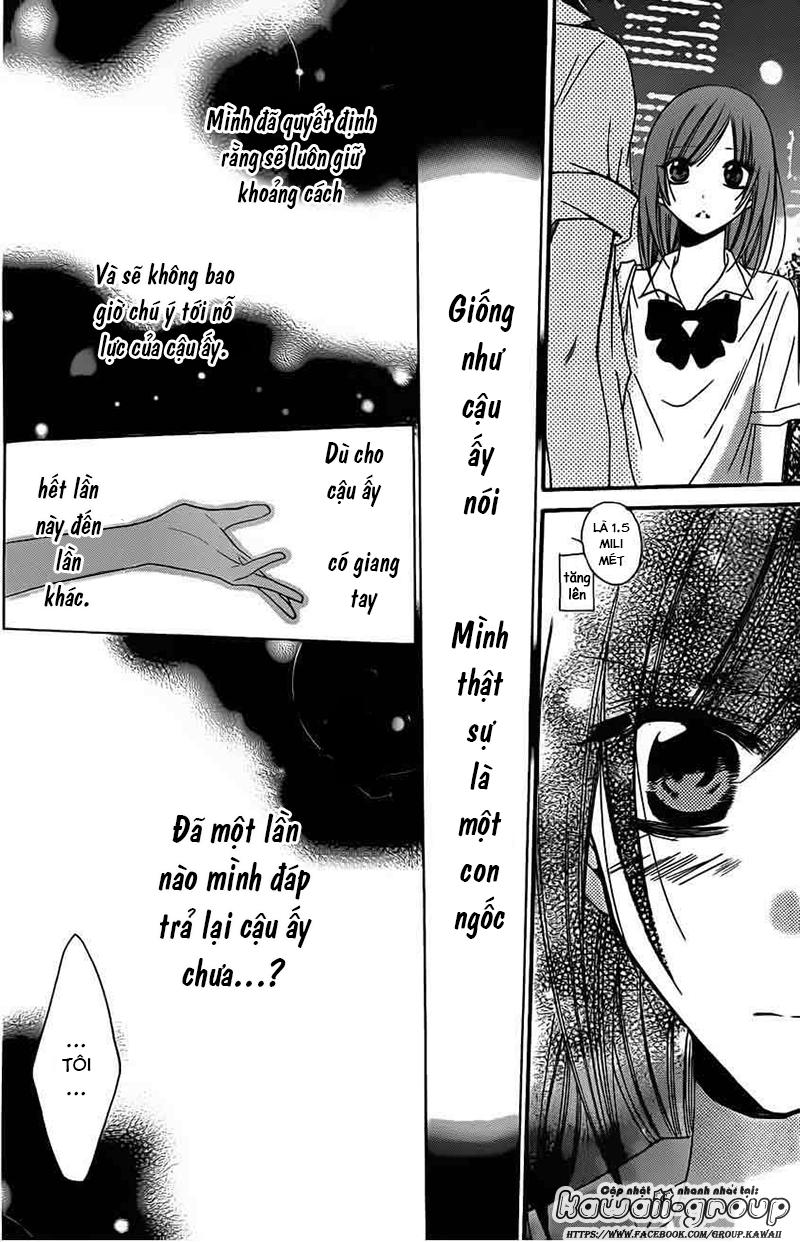 LÀ 1.5
MILI
MÉT
tăng
lên
Giống
như
cậu
ấy
nói
Mình
thật
sự
là
một
con
ngốc
Mình đã quyết định
rằng sẽ luôn giữ
khoảng cách
Và sẽ không bao
giờ chú ý tới nỗ
lực của cậu ấy.
Dù cho
cậu ấy
có giang
tay
hết lần
này đến
lần
khác.
Đã một lần
nào mình đáp
trả lại cậu ấy
chưa...?
...
TÔI
...
Cập nhật nhanh nhất tại:
kawaii-group
HTTPS://WWW.FACEBOOK.COM/GROUP.KAWAII